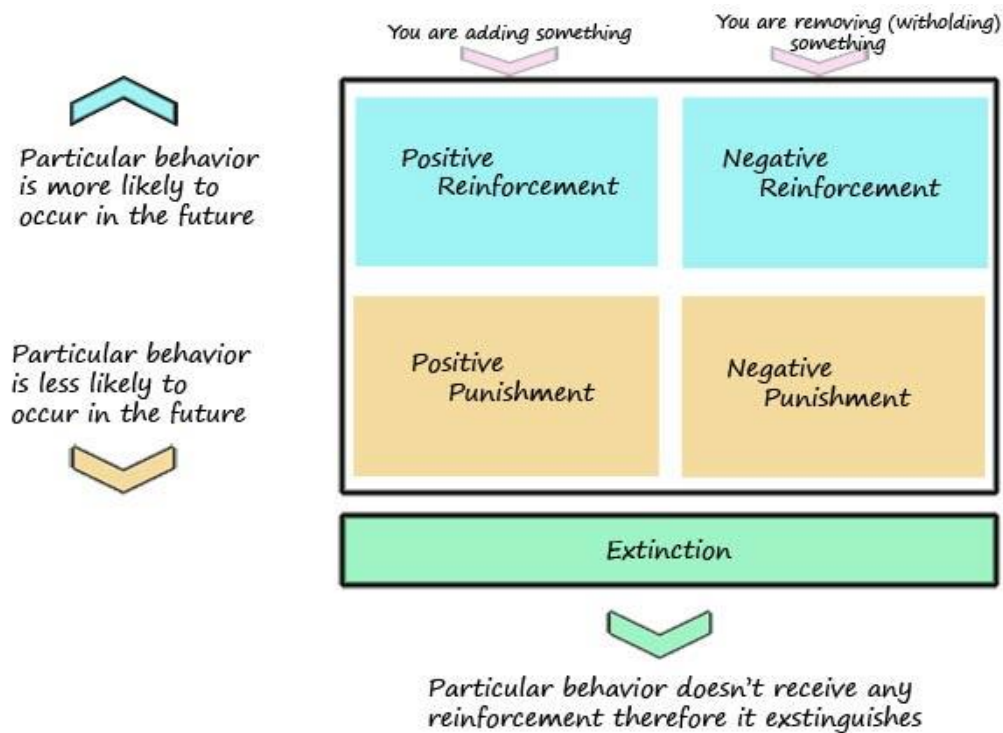 You are adding something
You are removing (witholding)
something
Particular behavior
is more likely to
occur in the future
Positive
Reinforcement
Negative
Reinforcement
Particular behavior
is less likely to
occur in the future
Positive
Punishment
Negative
Punishment
Extinction
Particular behavior doesn't receive any
reinforcement therefore it exstinguishes